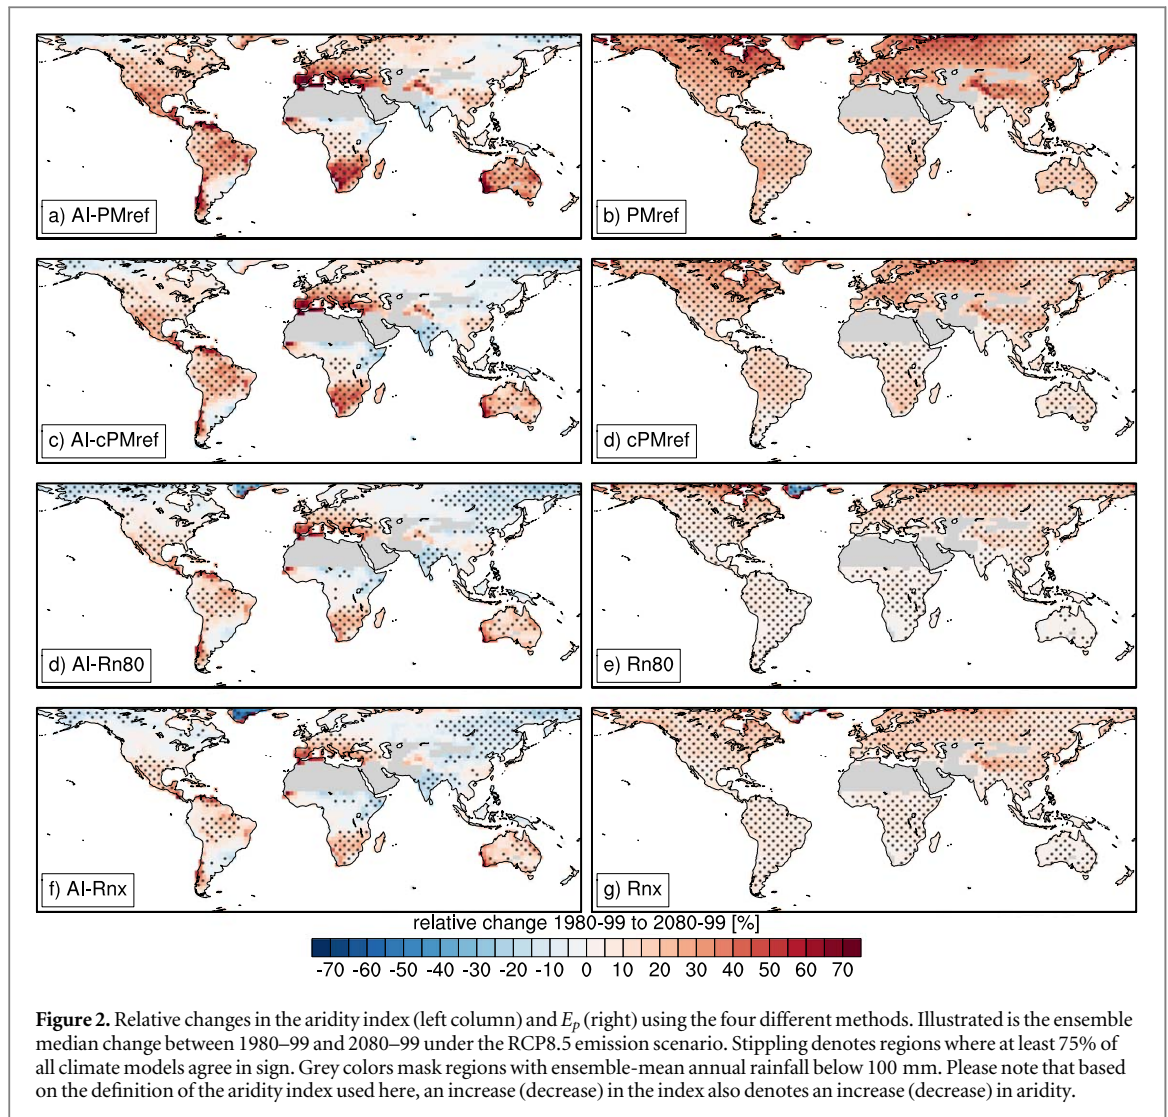 a) AI-PMref
b) PMref
c) AI-cPMref
d) cPMref
d) AI-Rn80
e) Rn80
f) AI-Rnx
g) Rnx
relative change 1980-99 to 2080-99 [%]
-70 -60 -50 -40 -30 -20 -10 0 10 20 30 40 50 60 70
Figure 2. Relative changes in the aridity index (left column) and Ep (right) using the four different methods. Illustrated is the ensemble
median change between 1980–99 and 2080–99 under the RCP8.5 emission scenario. Stippling denotes regions where at least 75% of
all climate models agree in sign. Grey colors mask regions with ensemble-mean annual rainfall below 100 mm. Please note that based
on the definition of the aridity index used here, an increase (decrease) in the index also denotes an increase (decrease) in aridity.